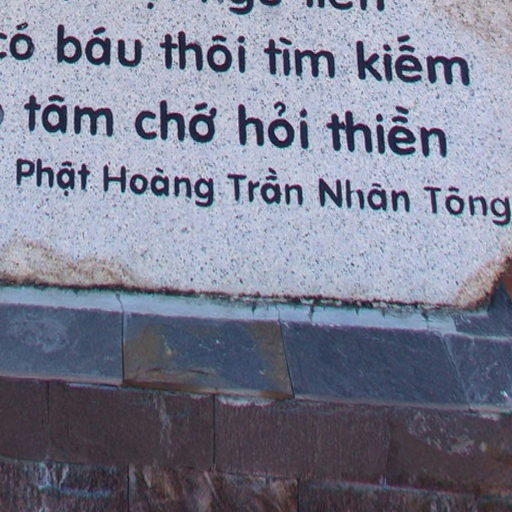 có báu thôi tìm kiếm
tâm chớ hỏi thiền
Phật Hoàng Trần Nhân Tông